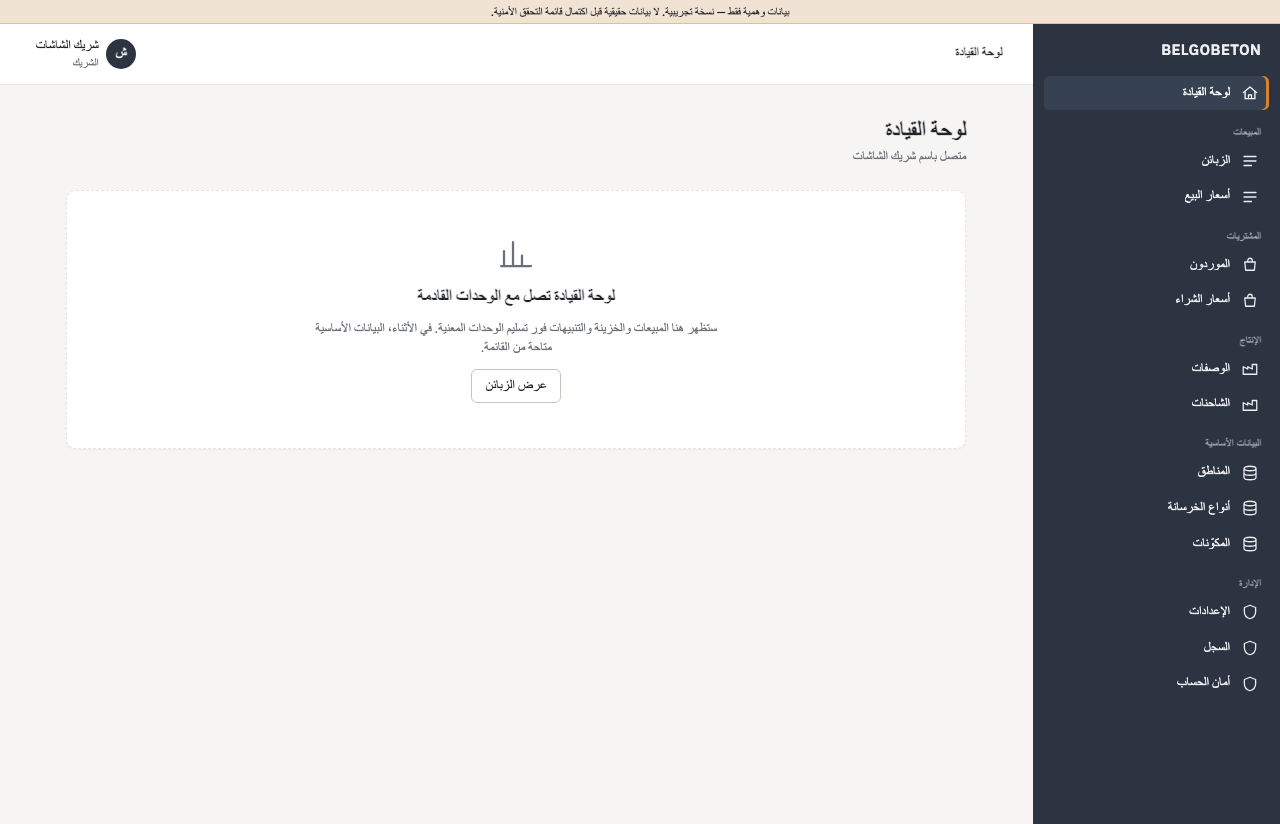 بيانات وهمية فقط — نسخة تجريبية. لا بيانات حقيقية قبل اكتمال قائمة التحقق الأمنية.
BELGOBETON
لوحة القيادة
المبيعات
الزبائن
أسعار البيع
المشتريات
الموردون
أسعار الشراء
الإنتاج
الوصفات
الشاحنات
البيانات الأساسية
المناطق
أنواع الخرسانة
المكوّنات
الإدارة
الإعدادات
السجل
أمان الحساب
لوحة القيادة
ش
شريك الشاشات
الشريك
لوحة القيادة
متصل باسم شريك الشاشات
لوحة القيادة تصل مع الوحدات القادمة
ستظهر هنا المبيعات والخزينة والتنبيهات فور تسليم الوحدات المعنية. في الأثناء، البيانات الأساسية
متاحة من القائمة.
عرض الزبائن